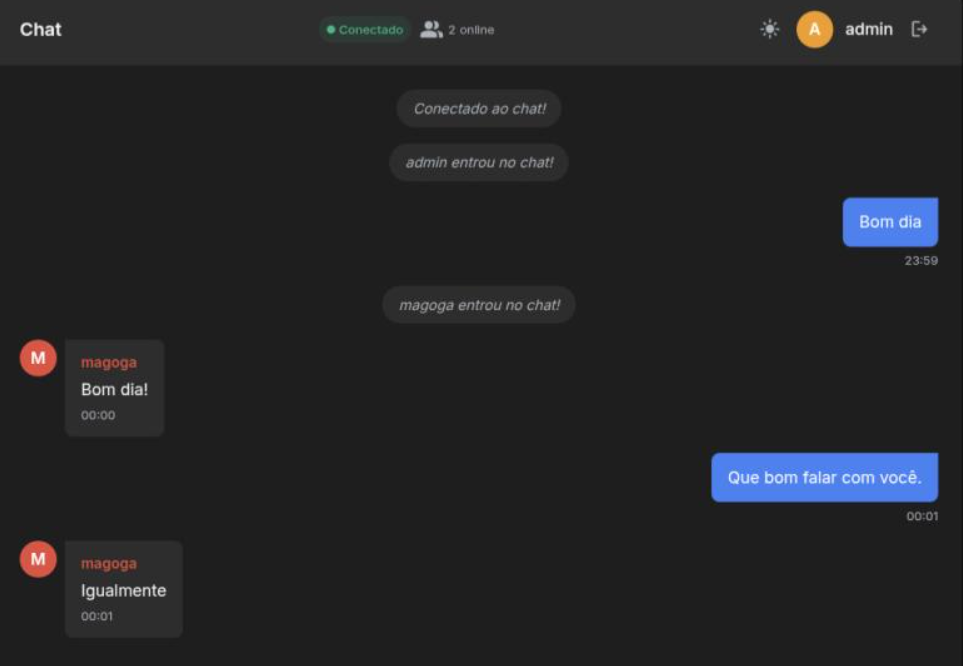 Chat
Conectado
2 online
A
admin
Conectado ao chat!
admin entrou no chat!
Bom dia
23:59
magoga entrou no chat!
M
magoga
Bom dia!
00:00
Que bom falar com você.
00:01
M
magoga
Igualmente
00:01